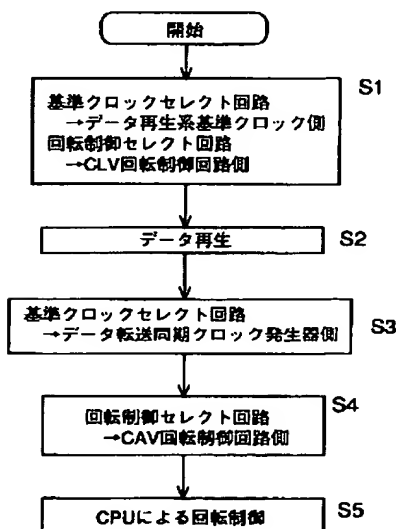 開始
S1
基準クロックセレクト回路
→データ再生系基準クロック側
回転制御セレクト回路
→CLV回転制御回路側
データ再生
S2
基準クロックセレクト回路
→データ転送同期クロック発生器側
S3
S4
回転制御セレクト回路
→CAV回転制御回路側
S5
CPUによる回転制御